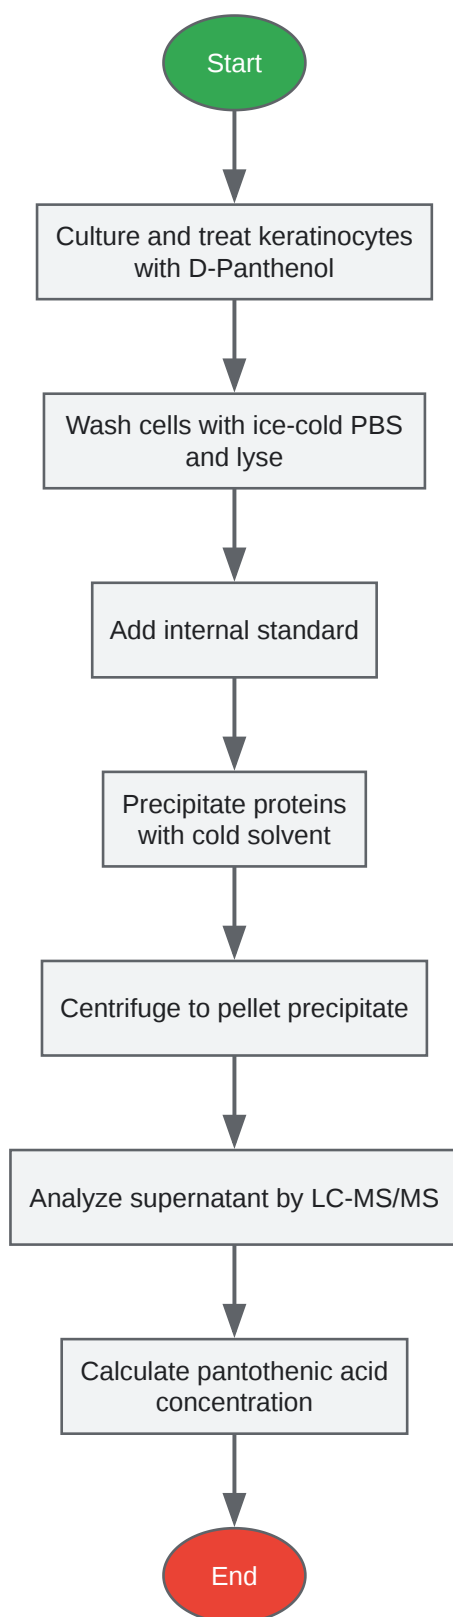 Start
Culture and treat keratinocytes
with D-Panthenol
Wash cells with ice-cold PBS
and lyse
Add internal standard
Precipitate proteins
with cold solvent
Centrifuge to pellet precipitate
Analyze supernatant by LC-MS/MS
Calculate pantothenic acid
concentration
End